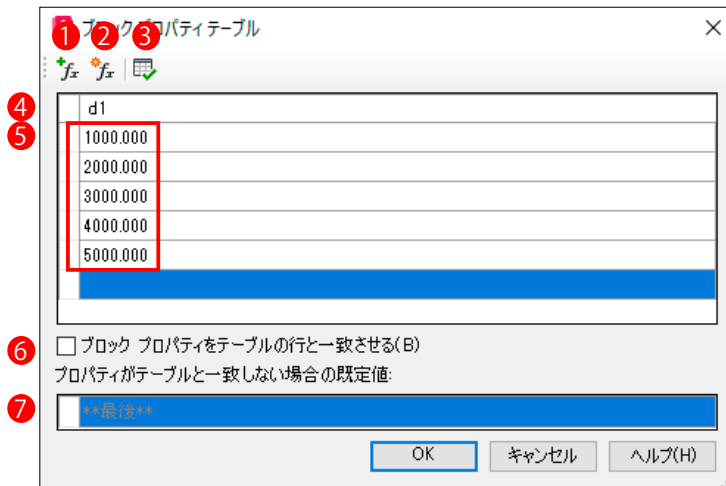 ブロック プロパティ テーブル
1 2 3
fx fx
4 d1
5 1000.000
2000.000
3000.000
4000.000
5000.000
6 ブロック プロパティをテーブルの行と一致させる(B)
プロパティがテーブルと一致しない場合の既定値:
7 **最後**
OK キャンセル ヘルプ(H)